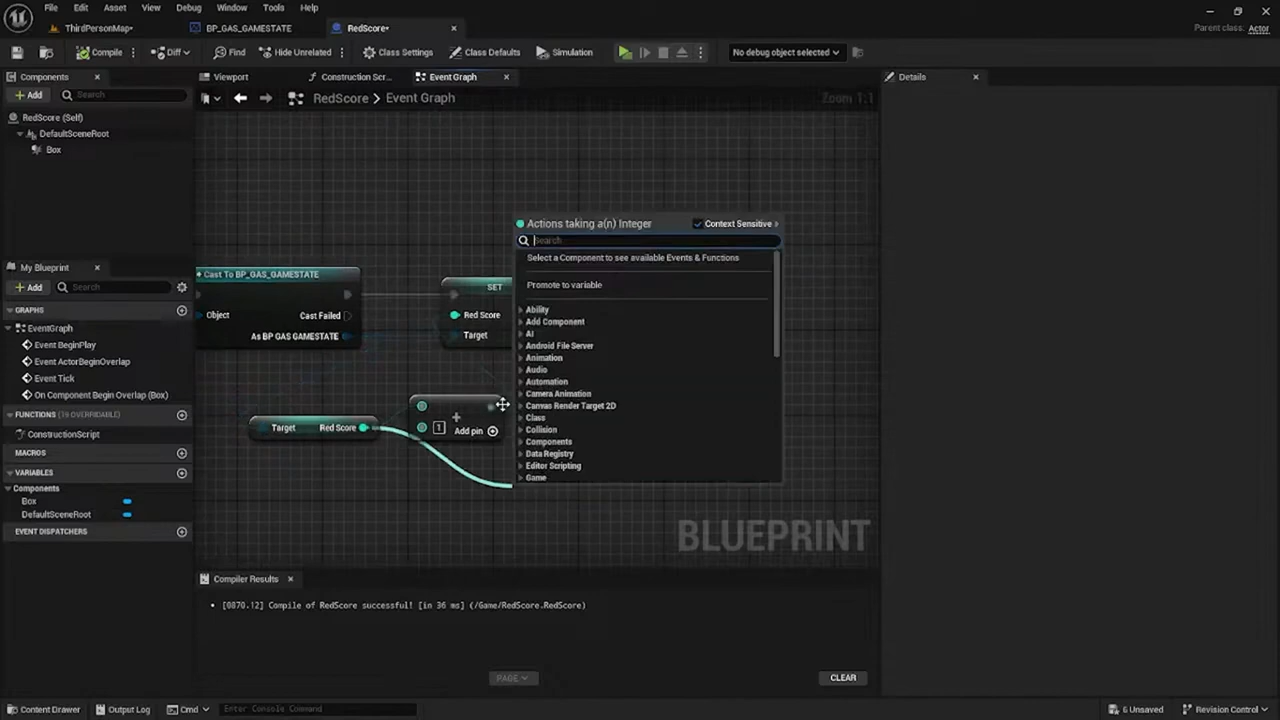 File Edit Asset View Debug Window Tools Help
ThirdPersonMap* BP_GAS_GAMESTATE RedScore* Parent class: Actor
Compile Diff Find Hide Unrelated Class Settings Class Defaults Simulation No debug object selected
Components Viewport Construction Scr... Event Graph Details
Add Search RedScore Event Graph Zoom 1:1
RedScore (Self)
DefaultSceneRoot
Box
Actions taking a(n) Integer Context Sensitive
Search
Select a Component to see available Events & Functions
Promote to variable
Ability
Add Component
AI
Android File Server
Animation
Audio
Automation
Camera Animation
Canvas Render Target 2D
Class
Collision
Components
Data Registry
Editor Scripting
Game
Cast To BP_GAS_GAMESTATE
Object Cast Failed
As BP GAS GAMESTATE
SET
Red Score
Target
Target Red Score
+
1 Add pin
BLUEPRINT
My Blueprint
Add Search
GRAPHS
EventGraph
Event BeginPlay
Event ActorBeginOverlap
Event Tick
On Component Begin Overlap (Box)
FUNCTIONS (19 OVERRIDABLE)
ConstructionScript
MACROS
VARIABLES
Components
Box
DefaultSceneRoot
EVENT DISPATCHERS
Compiler Results
[0870.12] Compile of RedScore successful! [in 36 ms] (/Game/RedScore.RedScore)
PAGE CLEAR
Content Drawer Output Log Cmd Enter Console Command 6 Unsaved Revision Control